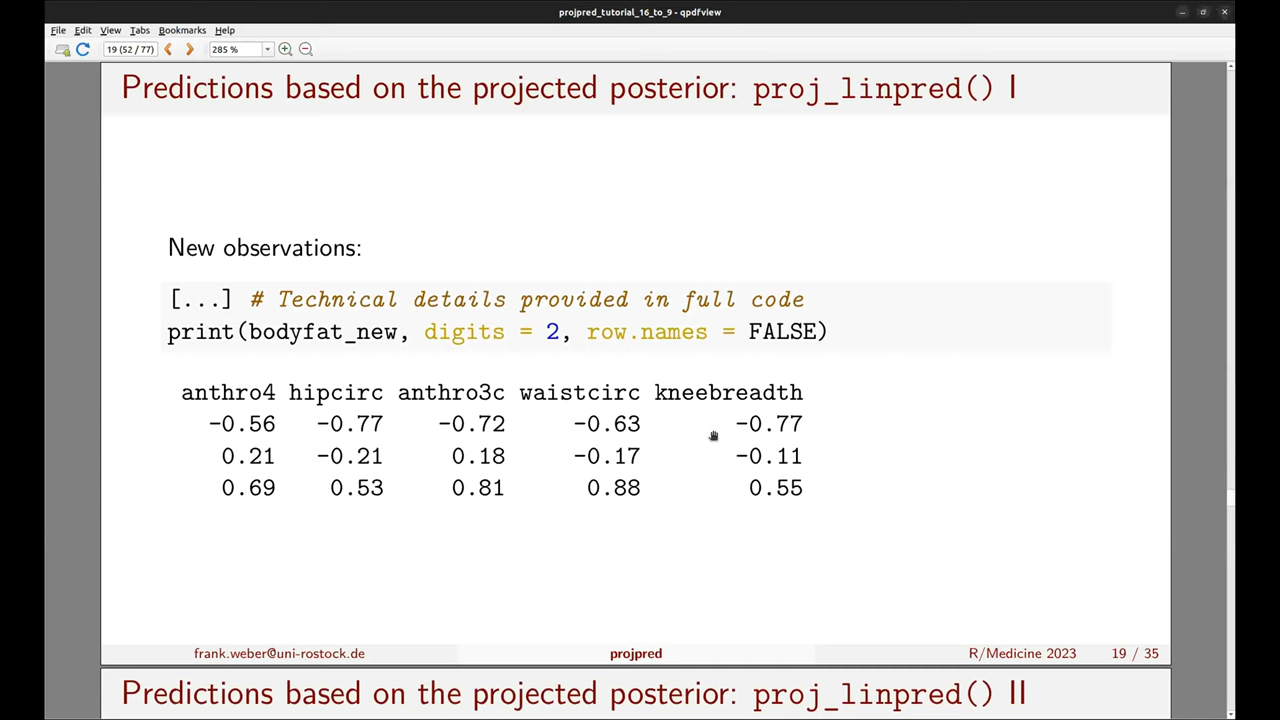 projpred_tutorial_16_to_9 - qpdfview
File Edit View Tabs Bookmarks Help
19 (52 / 77) 285 %
Predictions based on the projected posterior: proj_linpred() I
New observations:
[...] # Technical details provided in full code
print(bodyfat_new, digits = 2, row.names = FALSE)
anthro4 hipcirc anthro3c waistcirc kneebreadth
-0.56 -0.77 -0.72 -0.63 -0.77
0.21 -0.21 0.18 -0.17 -0.11
0.69 0.53 0.81 0.88 0.55
frank.weber@uni-rostock.de projpred R/Medicine 2023 19 / 35
Predictions based on the projected posterior: proj_linpred() II